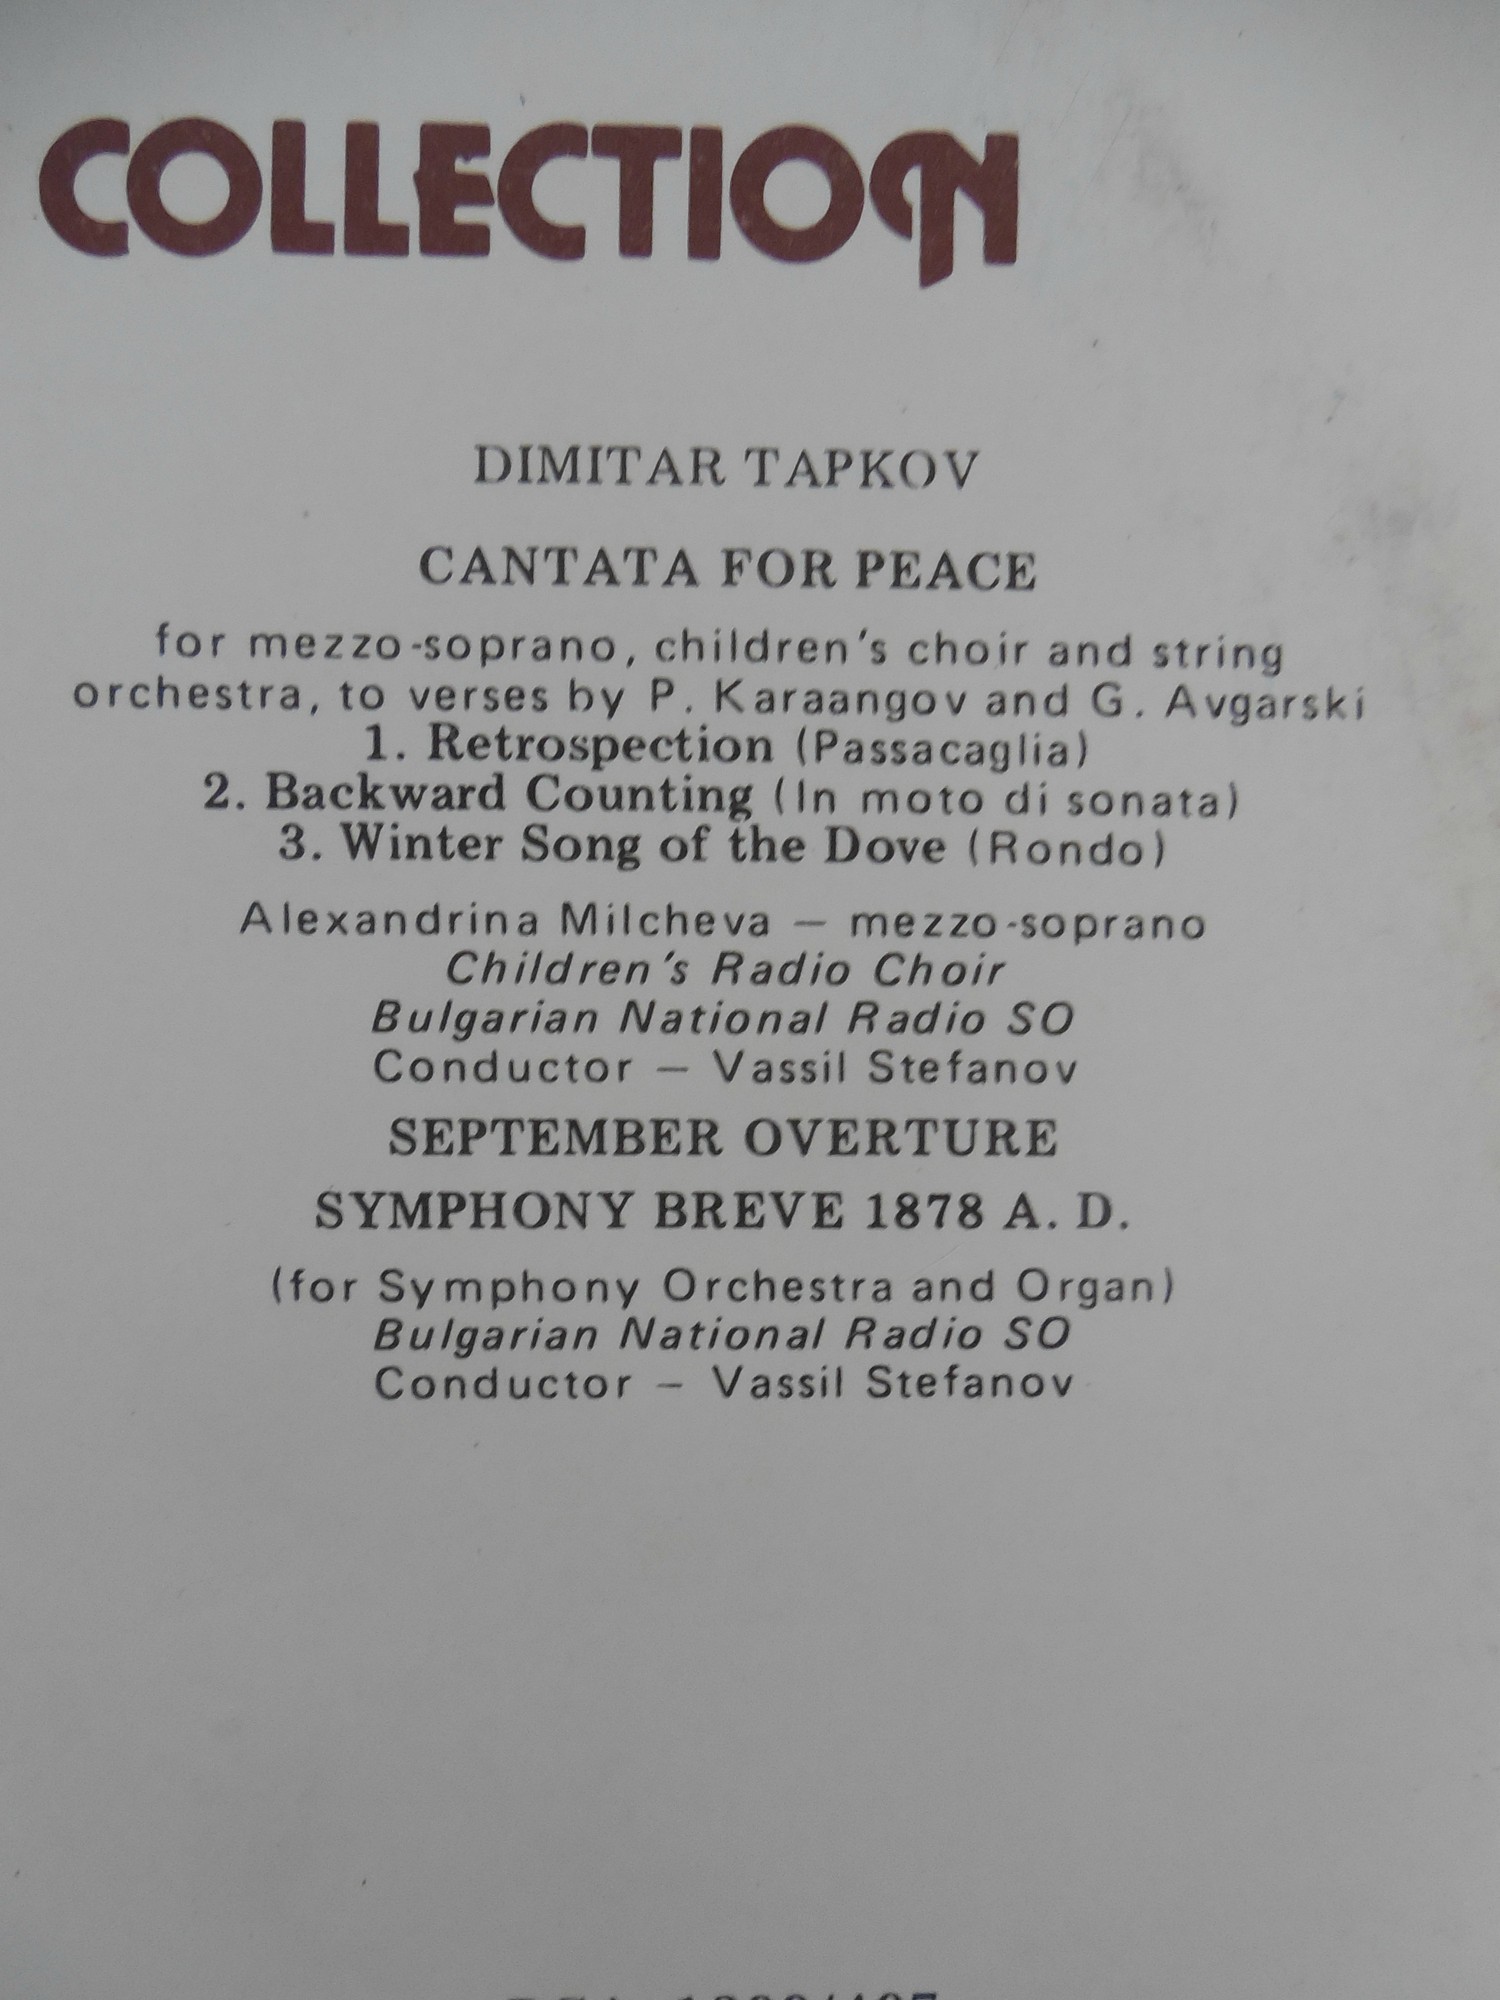 COLLECTION
DIMITAR TAPKOV
CANTATA FOR PEACE
for mezzo-soprano, children's choir and string
orchestra, to verses by P. Karaangov and G. Avgarski
1. Retrospection (Passacaglia)
2. Backward Counting (In moto di sonata)
3. Winter Song of the Dove (Rondo)
Alexandrina Milcheva — mezzo-soprano
Children's Radio Choir
Bulgarian National Radio SO
Conductor — Vassil Stefanov
SEPTEMBER OVERTURE
SYMPHONY BREVE 1878 A. D.
(for Symphony Orchestra and Organ)
Bulgarian National Radio SO
Conductor – Vassil Stefanov